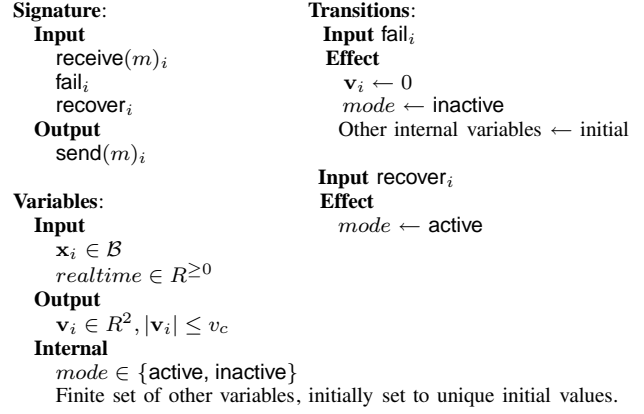 Signature:
Input
receive(m)ᵢ
failᵢ
recoverᵢ
Output
send(m)ᵢ
Variables:
Input
xᵢ ∈ ℬ
realtime ∈ R^≥0
Output
vᵢ ∈ R², |vᵢ| ≤ v_c
Internal
mode ∈ {active, inactive}
Finite set of other variables, initially set to unique initial values.
Transitions:
Input failᵢ
Effect
vᵢ ← 0
mode ← inactive
Other internal variables ← initial
Input recoverᵢ
Effect
mode ← active